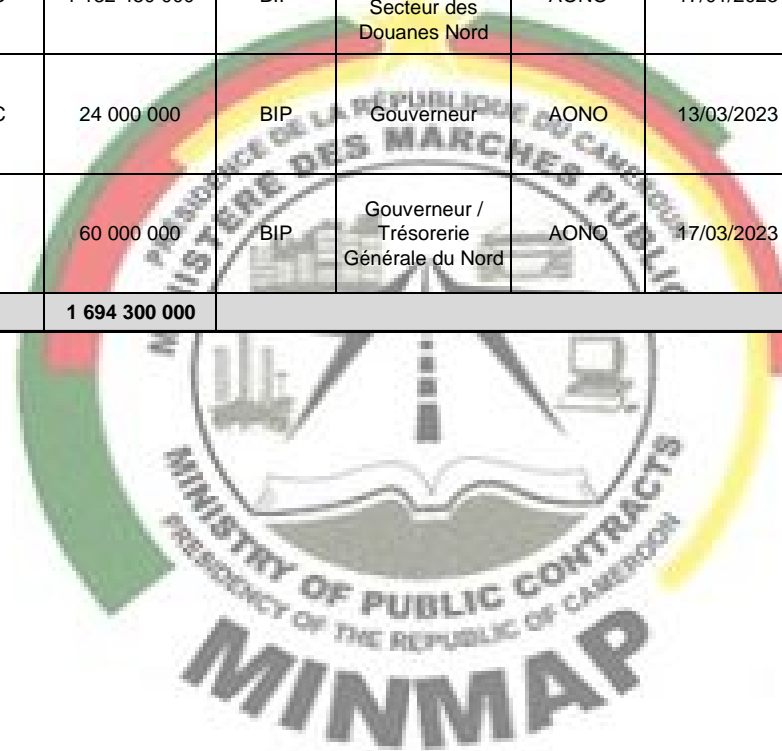 Secteur des
Douanes Nord
C 24 000 000 BIP Gouverneur AONO 13/03/2023
60 000 000 BIP Gouverneur / Trésorerie Générale du Nord AONO 17/03/2023
1 694 300 000
PRESIDENCE DE LA REPUBLIQUE DU CAMEROUN
MINISTERE DES MARCHES PUBLICS
MINISTRY OF PUBLIC CONTRACTS
PRESIDENCY OF THE REPUBLIC OF CAMEROON
MINMAP